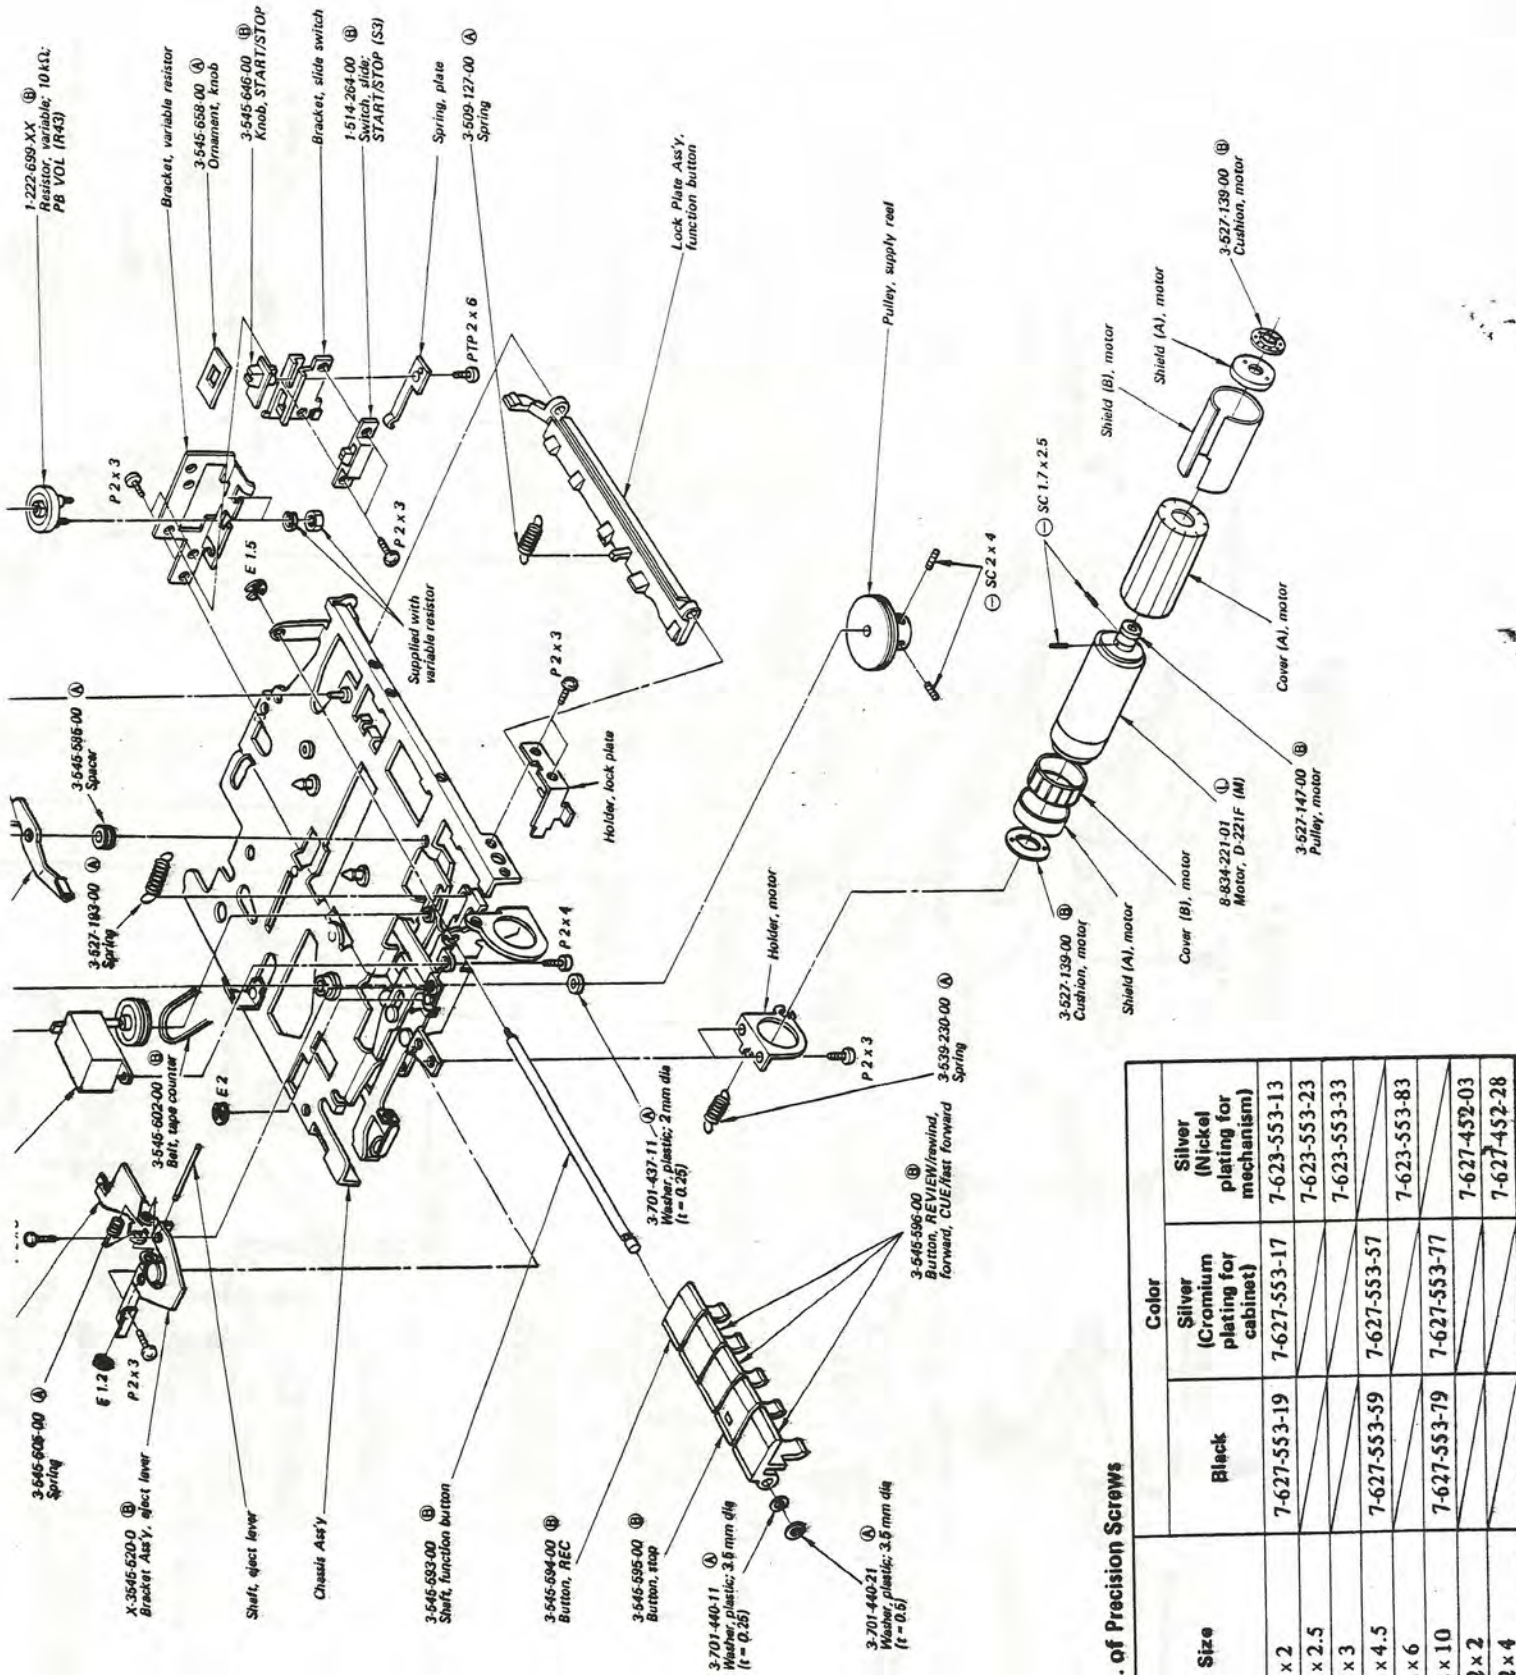 1-222-699-XX Ⓑ
Resistor, variable; 10 kΩ;
PB VOL (R43)
Bracket, variable resistor
3-545-658-00 Ⓐ
Ornament, knob
3-545-646-00 Ⓑ
Knob, START/STOP
Bracket, slide switch
1-514-264-00 Ⓑ
Switch, slide;
START/STOP (S3)
Spring, plate
3-509-127-00 Ⓐ
Spring
Lock Plate Ass'y,
function button
P 2 x 3
PTP 2 x 6
P 2 x 3
E 1.5
Supplied with
variable resistor
Pulley, supply reel
⊖ SC 2 x 4
3-545-585-00 Ⓐ
Spacer
3-527-193-00 Ⓐ
Spring
P 2 x 3
Holder, lock plate
3-527-139-00 Ⓑ
Cushion, motor
Shield (A), motor
Shield (B), motor
⊖ SC 1.7 x 2.5
Cover (A), motor
3-527-147-00 Ⓑ
Pulley, motor
8-834-221-01 Ⓛ
Motor, D-221F (M)
Cover (B), motor
Shield (A), motor
3-527-139-00 Ⓑ
Cushion, motor
P 2 x 4
Holder, motor
P 2 x 3
3-539-230-00 Ⓐ
Spring
3-545-602-00 Ⓑ
Belt, tape counter
E 2
3-701-437-11 Ⓐ
Washer, plastic; 2 mm dia
(t = 0.25)
3-545-596-00 Ⓑ
Button, REVIEW/rewind,
forward, CUE/fast forward
3-545-605-00 Ⓐ
Spring
E 1.2
P 2 x 3
X-3545-520-0 Ⓑ
Bracket Ass'y, eject lever
Shaft, eject lever
Chassis Ass'y
3-545-593-00 Ⓑ
Shaft, function button
3-545-594-00 Ⓑ
Button, REC
3-545-595-00 Ⓑ
Button, stop
3-701-440-11 Ⓐ
Washer, plastic; 3.5 mm dia
(t = 0.25)
3-701-440-21 Ⓐ
Washer, plastic; 3.5 mm dia
(t = 0.5)
. of Precision Screws
Size
Color
Black
Silver
(Cromium
plating for
cabinet)
Silver
(Nickel
plating for
mechanism)
x 2 7-627-553-19 7-627-553-17 7-623-553-13
x 2.5 7-623-553-23
x 3 7-623-553-33
x 4.5 7-627-553-59 7-627-553-57
x 6 7-623-553-83
x 10 7-627-553-79 7-627-553-77
2 x 2 7-627-452-03
2 x 4 7-627-452-28